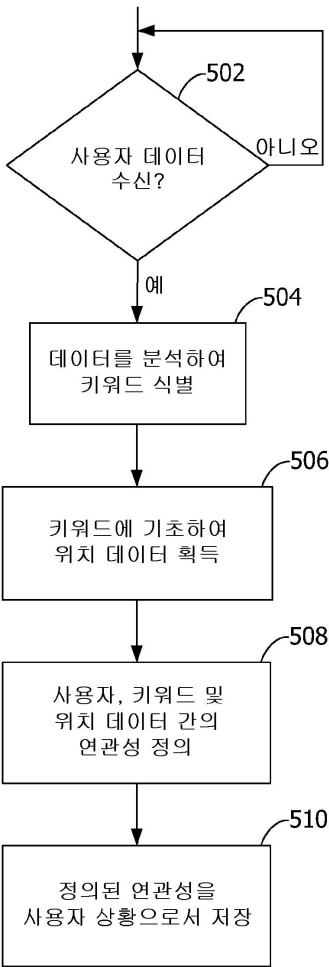 502
사용자 데이터
수신?
아니오
예
504
데이터를 분석하여
키워드 식별
506
키워드에 기초하여
위치 데이터 획득
508
사용자, 키워드 및
위치 데이터 간의
연관성 정의
510
정의된 연관성을
사용자 상황으로서 저장